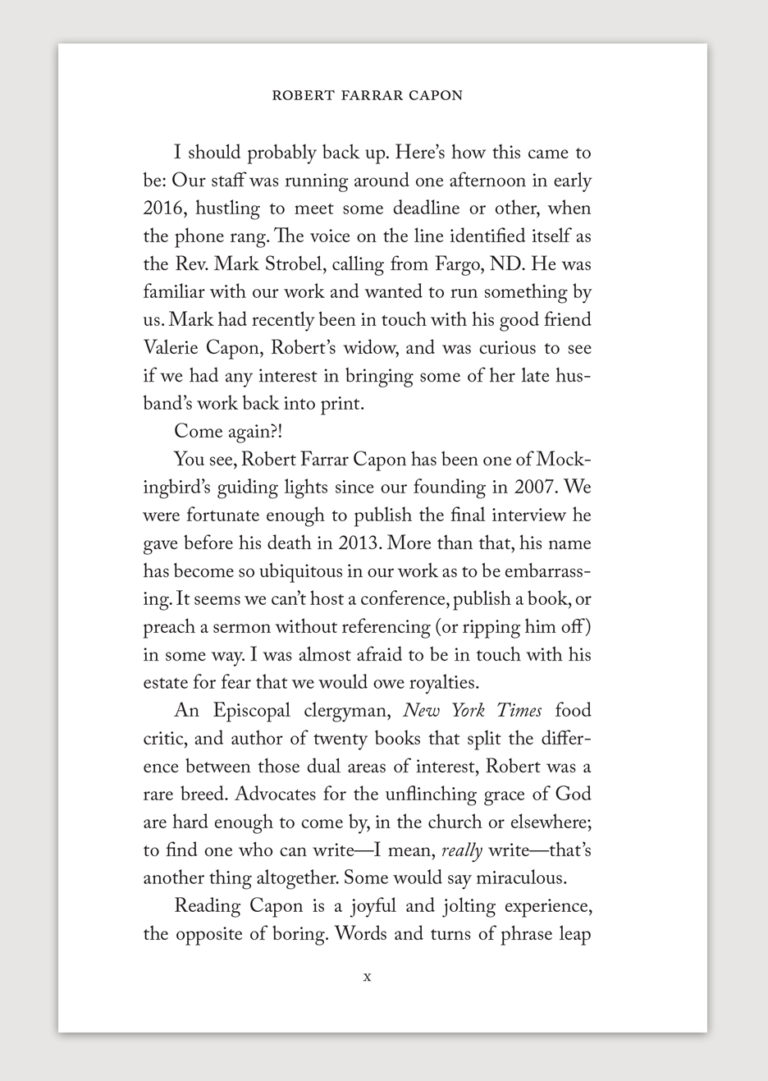 ROBERT FARRAR CAPON
I should probably back up. Here’s how this came to
be: Our staff was running around one afternoon in early
2016, hustling to meet some deadline or other, when
the phone rang. The voice on the line identified itself as
the Rev. Mark Strobel, calling from Fargo, ND. He was
familiar with our work and wanted to run something by
us. Mark had recently been in touch with his good friend
Valerie Capon, Robert’s widow, and was curious to see
if we had any interest in bringing some of her late hus-
band’s work back into print.
Come again?!
You see, Robert Farrar Capon has been one of Mock-
ingbird’s guiding lights since our founding in 2007. We
were fortunate enough to publish the final interview he
gave before his death in 2013. More than that, his name
has become so ubiquitous in our work as to be embarrass-
ing. It seems we can’t host a conference, publish a book, or
preach a sermon without referencing (or ripping him off)
in some way. I was almost afraid to be in touch with his
estate for fear that we would owe royalties.
An Episcopal clergyman, New York Times food
critic, and author of twenty books that split the differ-
ence between those dual areas of interest, Robert was a
rare breed. Advocates for the unflinching grace of God
are hard enough to come by, in the church or elsewhere;
to find one who can write—I mean, really write—that’s
another thing altogether. Some would say miraculous.
Reading Capon is a joyful and jolting experience,
the opposite of boring. Words and turns of phrase leap
x